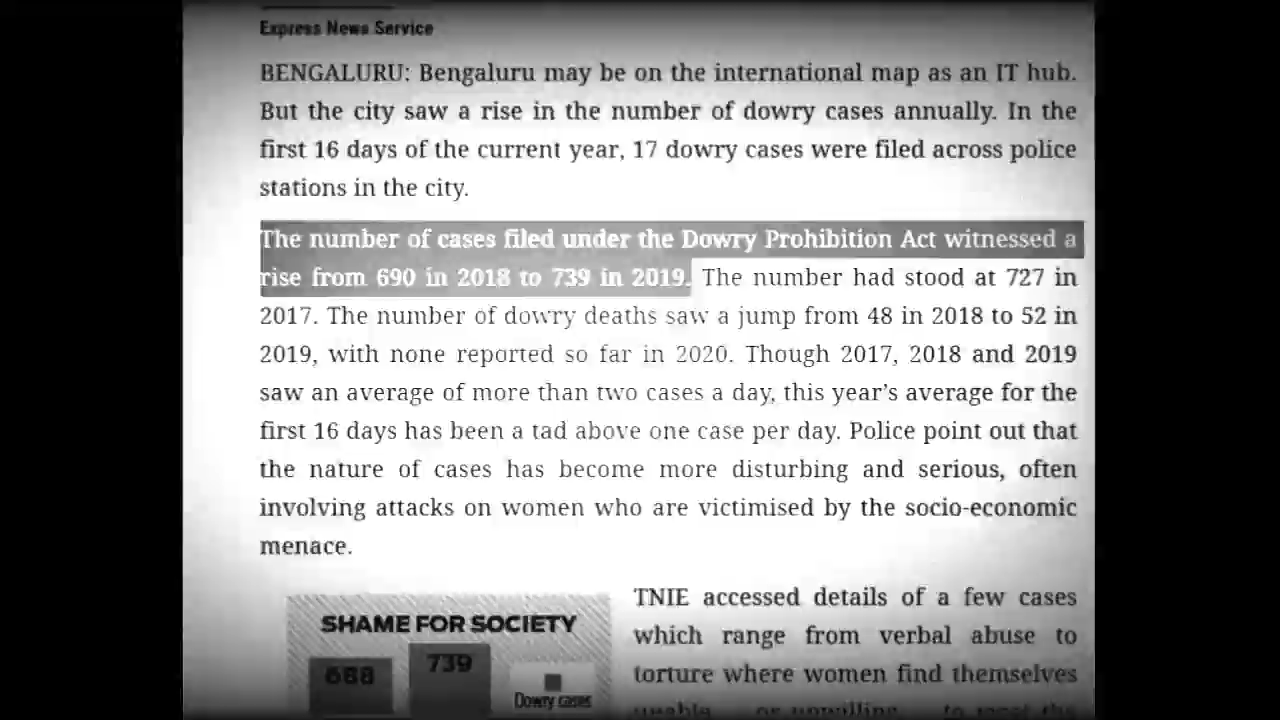 Express News Service
BENGALURU: Bengaluru may be on the international map as an IT hub.
But the city saw a rise in the number of dowry cases annually. In the
first 16 days of the current year, 17 dowry cases were filed across police
stations in the city.
The number of cases filed under the Dowry Prohibition Act witnessed a
rise from 690 in 2018 to 739 in 2019. The number had stood at 727 in
2017. The number of dowry deaths saw a jump from 48 in 2018 to 52 in
2019, with none reported so far in 2020. Though 2017, 2018 and 2019
saw an average of more than two cases a day, this year's average for the
first 16 days has been a tad above one case per day. Police point out that
the nature of cases has become more disturbing and serious, often
involving attacks on women who are victimised by the socio-economic
menace.
SHAME FOR SOCIETY
688
739
Dowry cases
TNIE accessed details of a few cases
which range from verbal abuse to
torture where women find themselves
unable or unwilling to